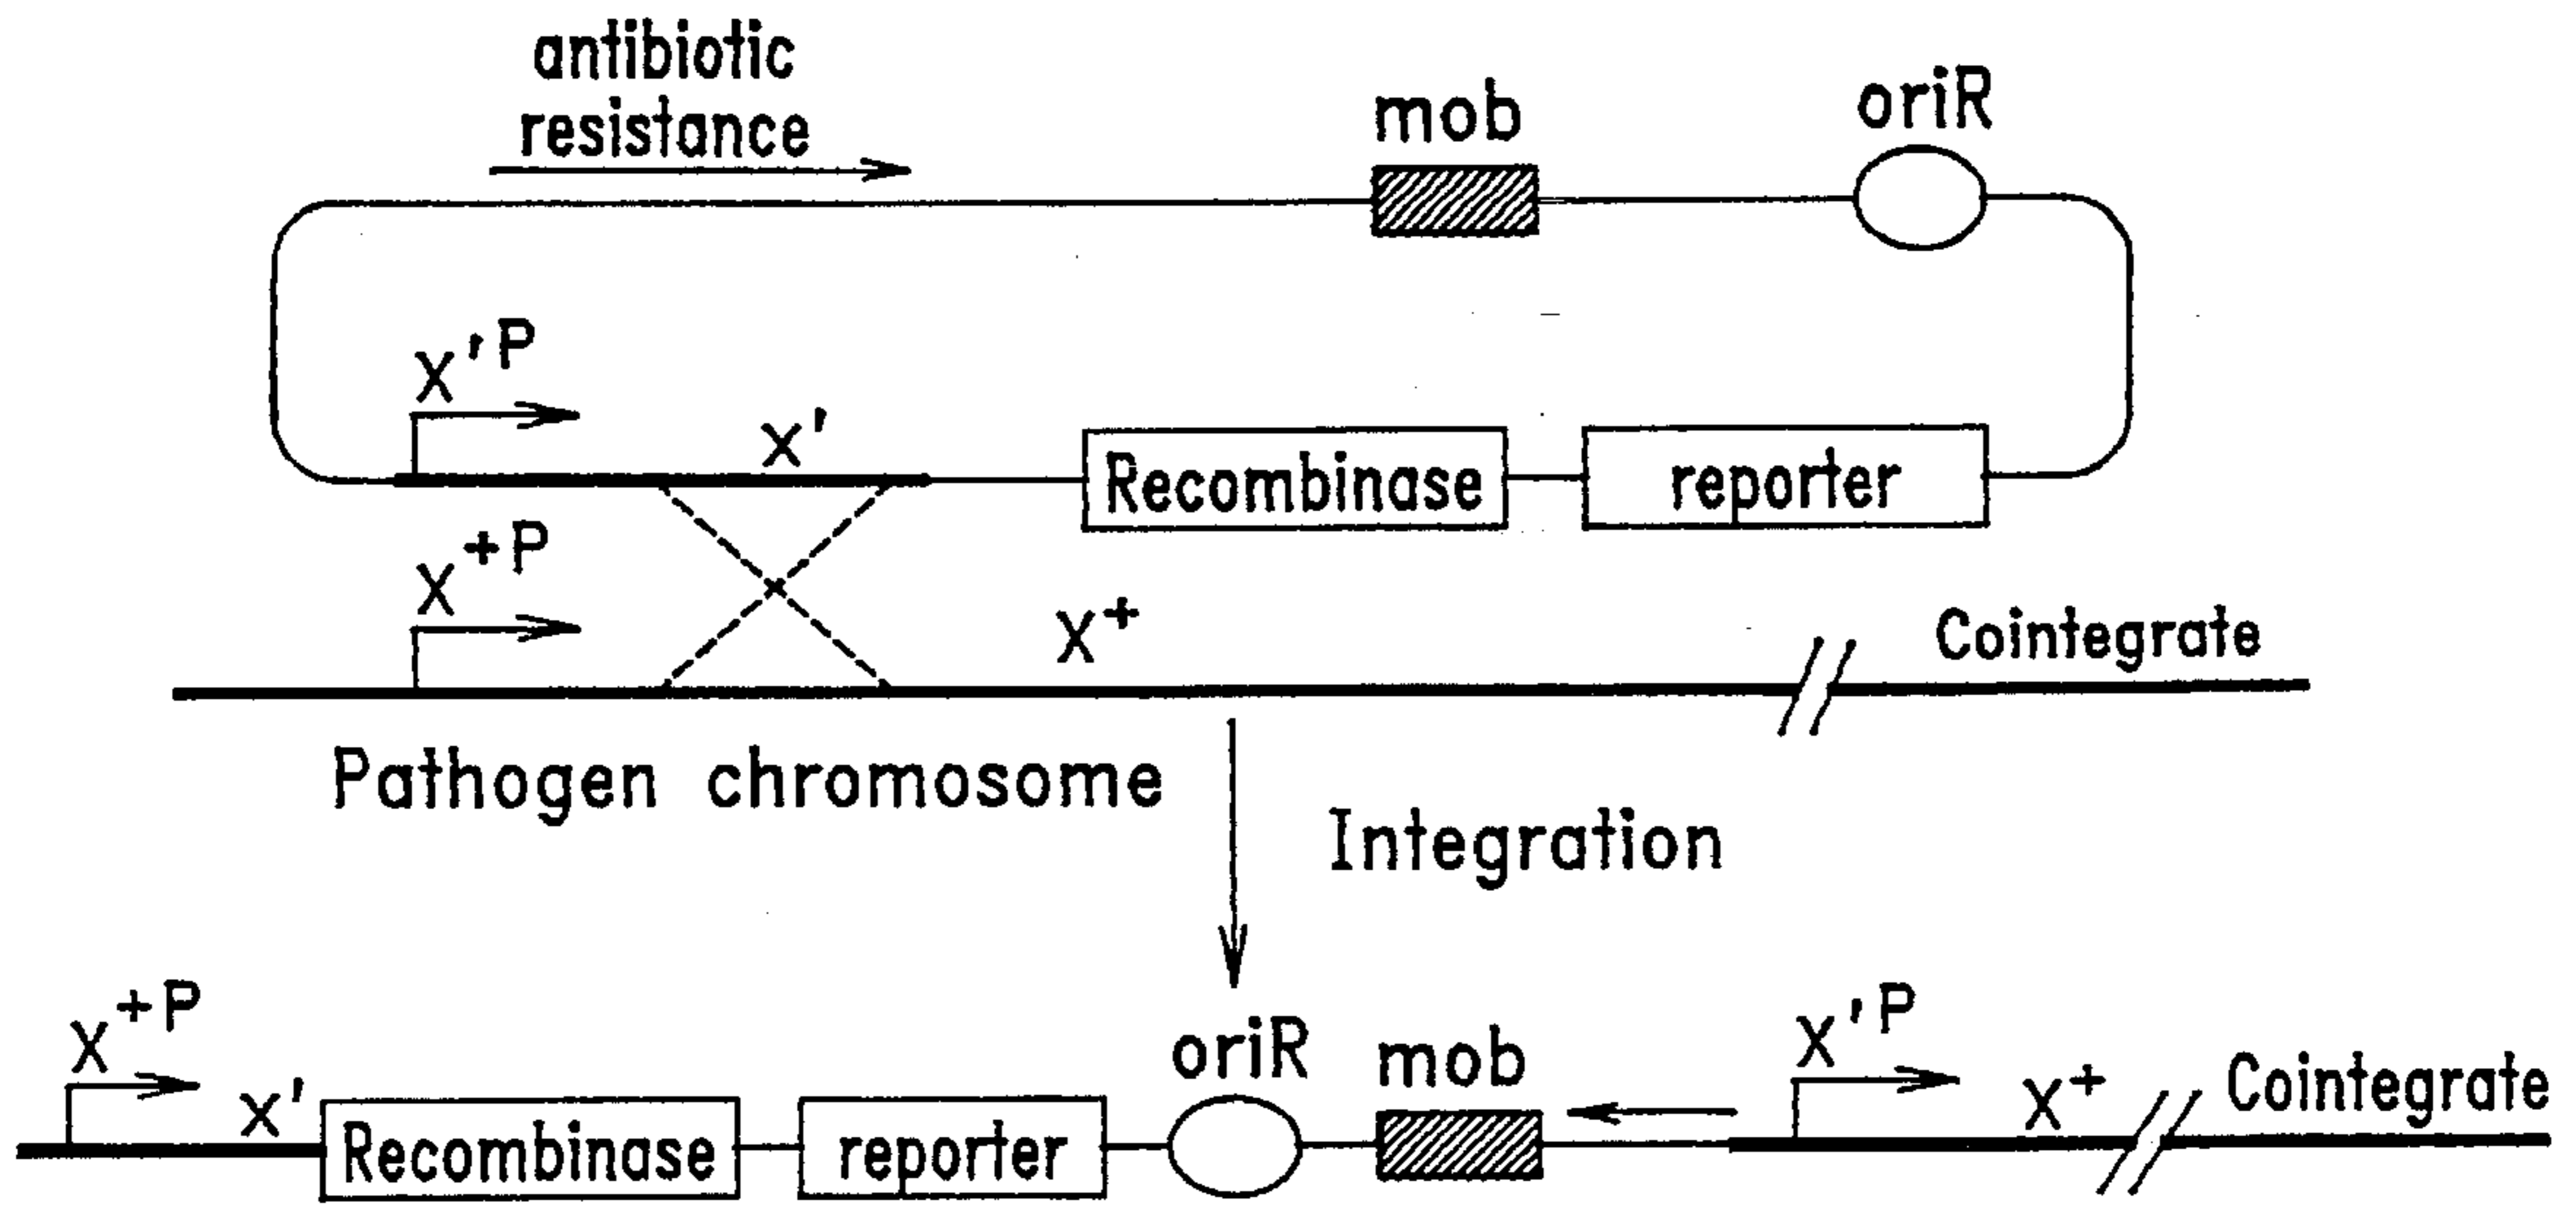 antibiotic
resistance
mob
oriR
X'P
X'
Recombinase
reporter
X+P
X+
Cointegrate
Pathogen chromosome
Integration
X+P
X'
Recombinase
reporter
oriR
mob
X'P
X+
Cointegrate